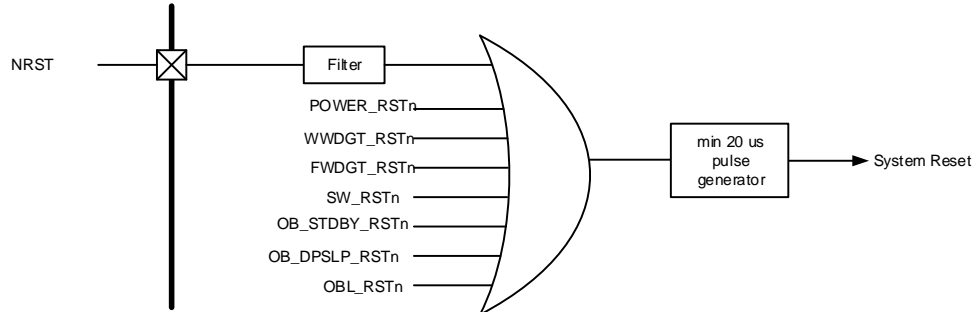 NRST
Filter
POWER_RSTn
WWDGT_RSTn
FWDGT_RSTn
SW_RSTn
OB_STDBY_RSTn
OB_DPSLP_RSTn
OBL_RSTn
min 20 us
pulse
generator
System Reset